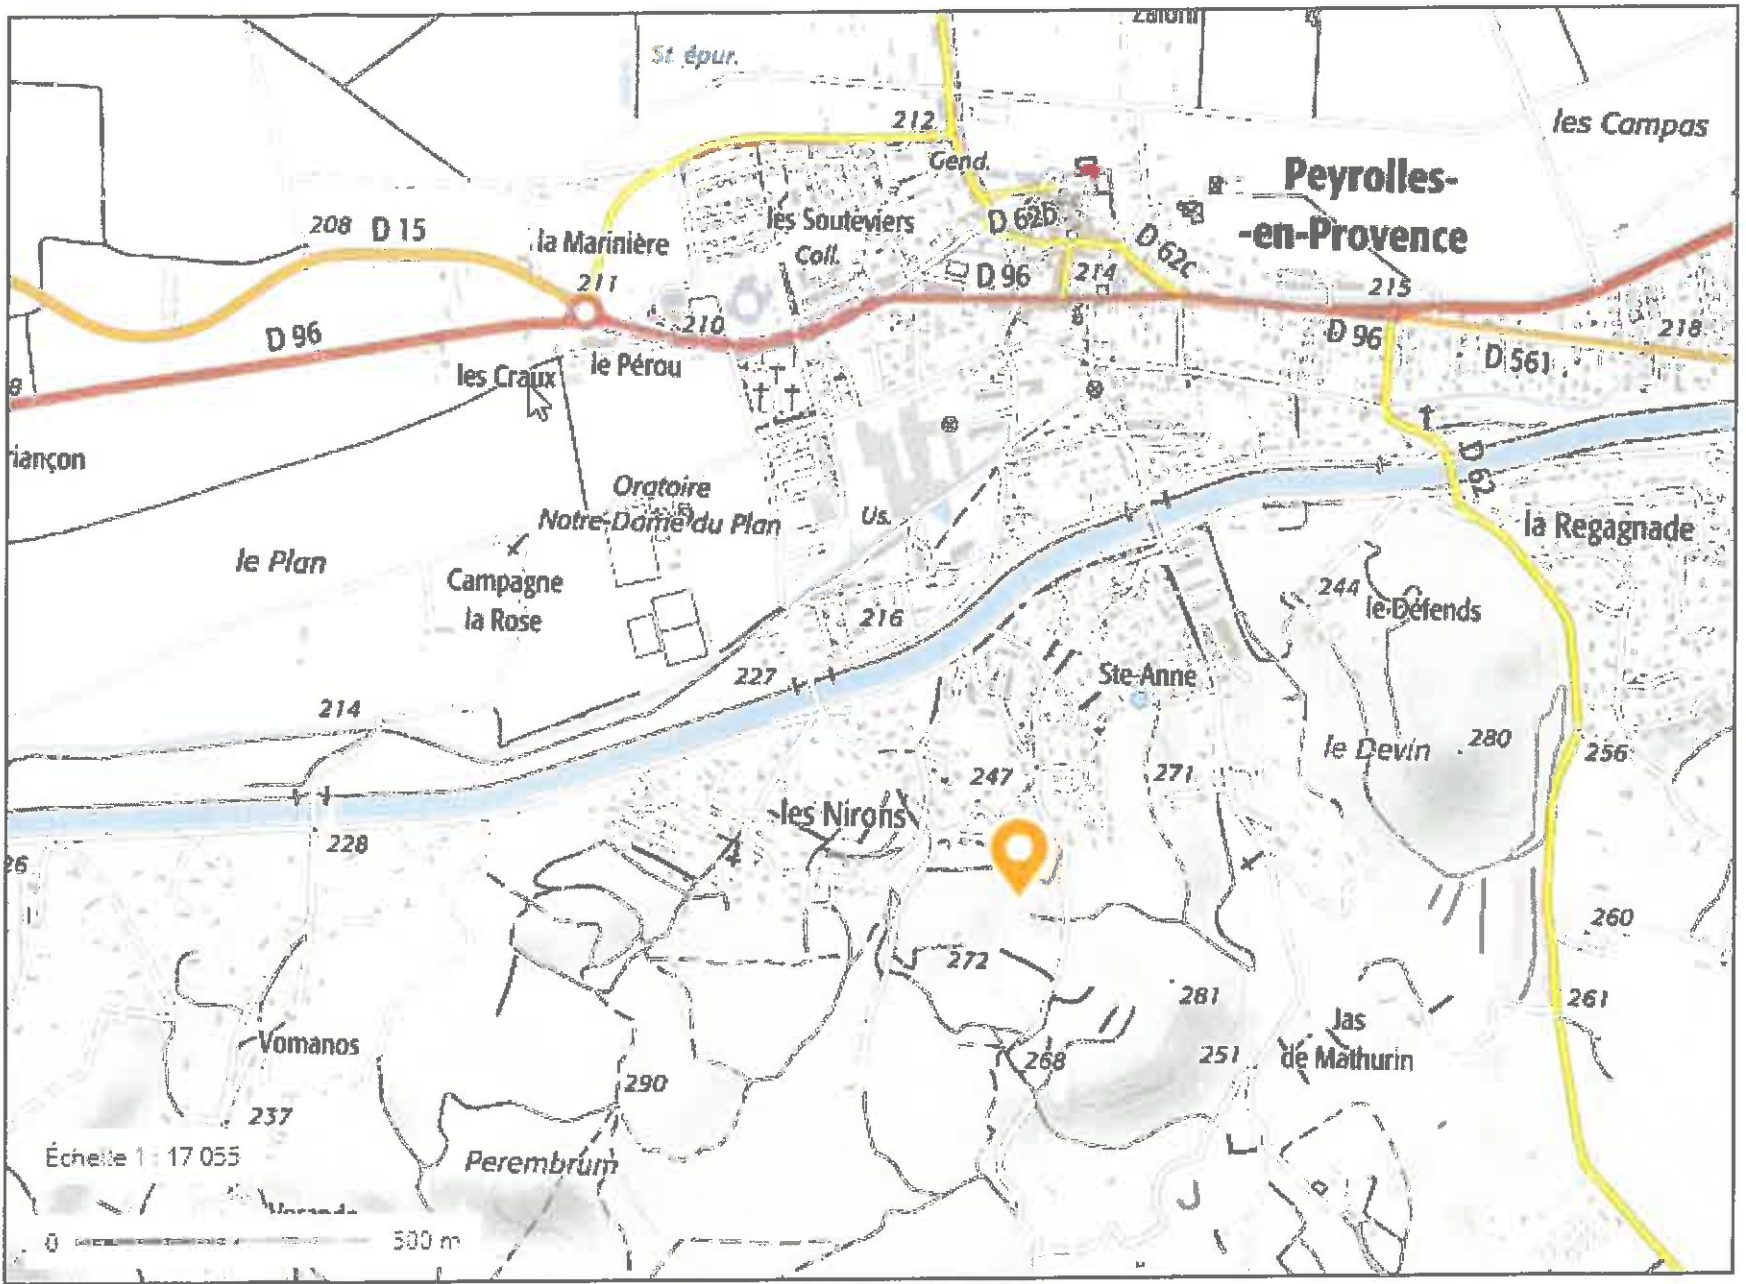 St. épur.
212
les Campas
Gend.
Peyrolles-
-en-Provence
208
D 15
la Marinière
les Souteviers
Coll.
D 62D
D 62c
211
D 96
214
215
210
D 96
D 96
218
le Pérou
les Craux
D 561
8
iançon
Oratoire
Notre-Dame du Plan
Us.
D 62
la Regagnade
le Plan
Campagne
la Rose
244
le Défends
216
227
Ste-Anne
214
le Devin
280
256
247
271
les Nirons
228
26
260
272
281
261
Vomanos
Jas
de Mathurin
268
251
290
237
Échelle 1 : 17 055
Perembrum
0
300 m